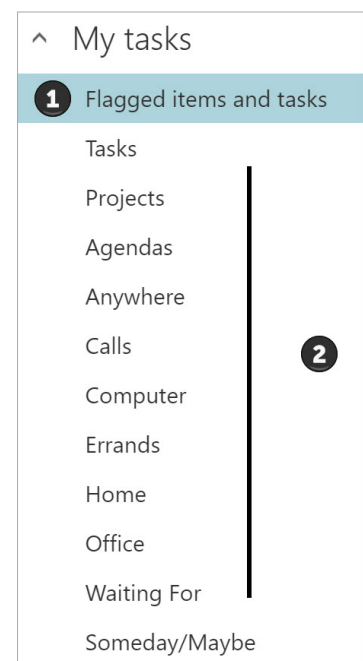 My tasks
1 Flagged items and tasks
Tasks
Projects
Agendas
Anywhere
Calls
2
Computer
Errands
Home
Office
Waiting For
Someday/Maybe